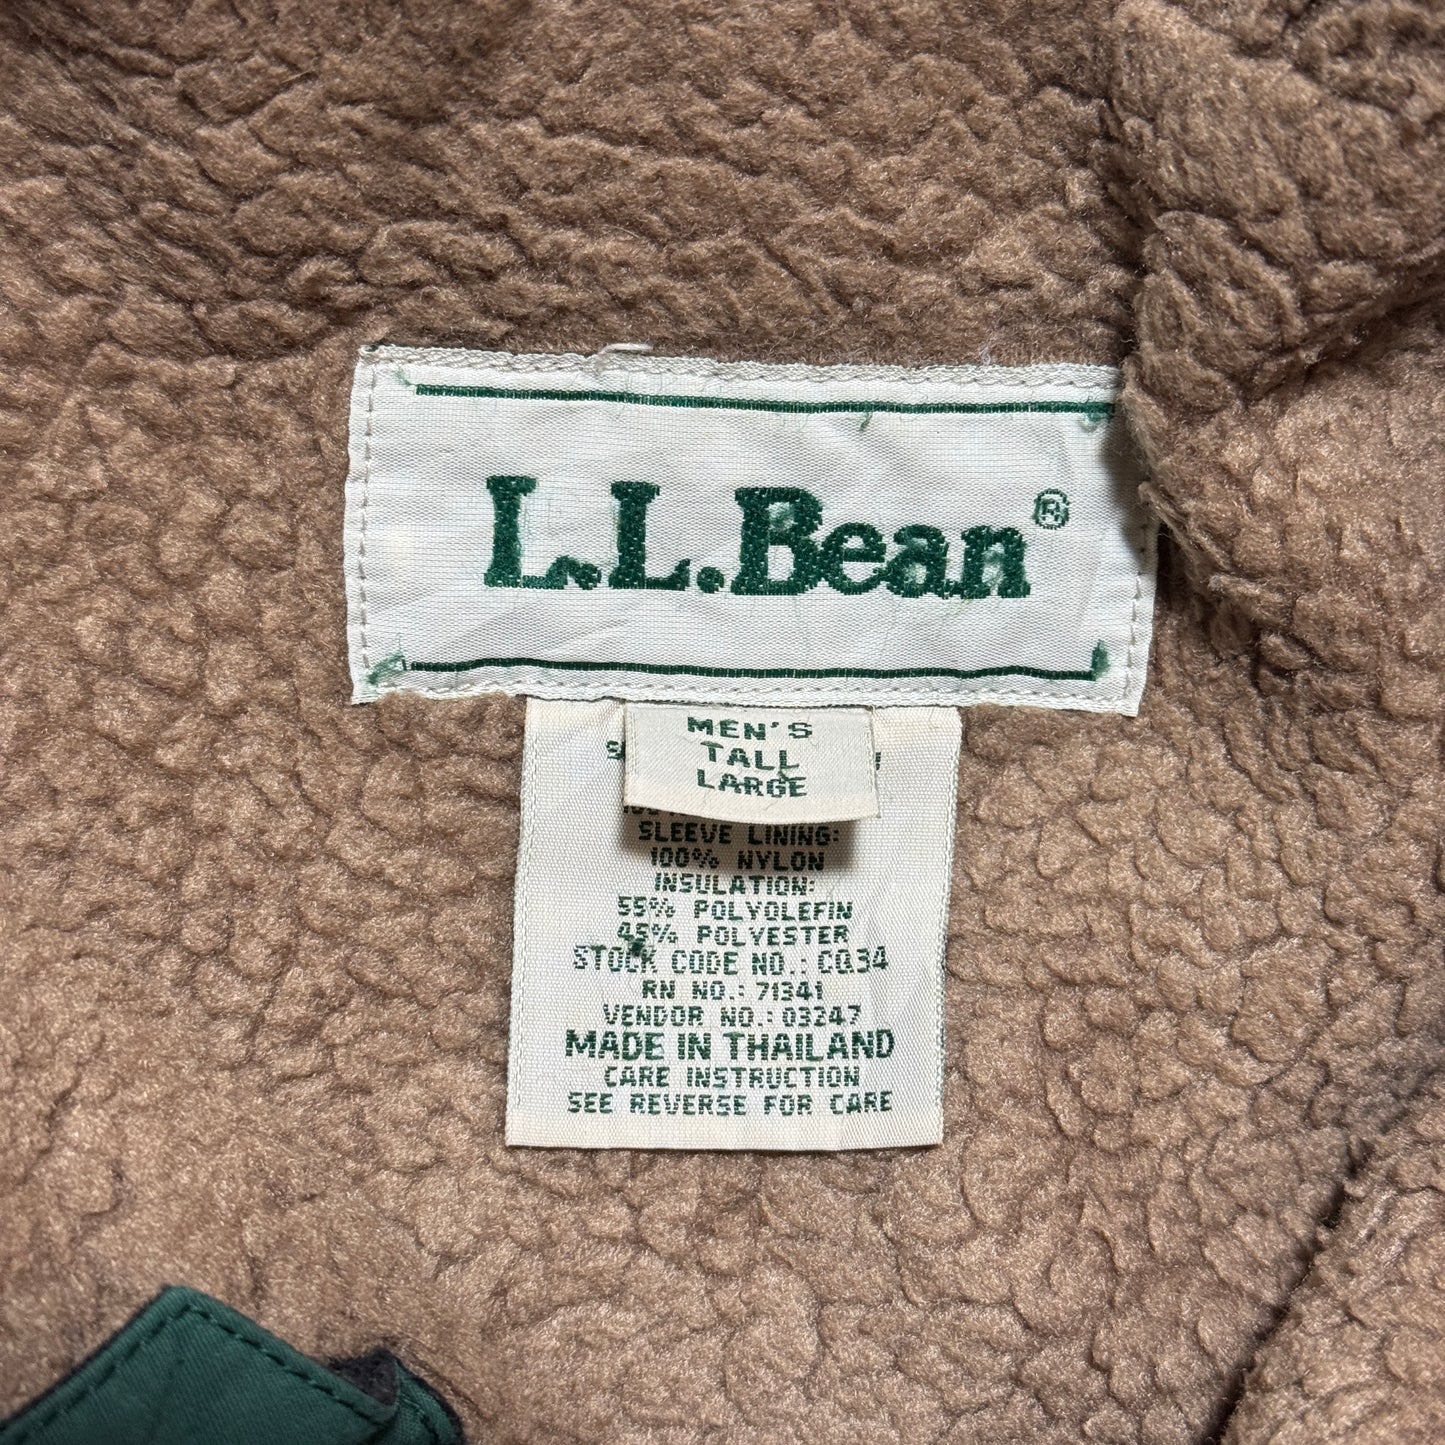 L.L.Bean®
MEN'S
TALL
LARGE
SLEEVE LINING:
100% NYLON
INSULATION:
55% POLYOLEFIN
45% POLYESTER
STOCK CODE NO.: CQ34
RN NO.: 71341
VENDOR NO.: 03247
MADE IN THAILAND
CARE INSTRUCTION
SEE REVERSE FOR CARE